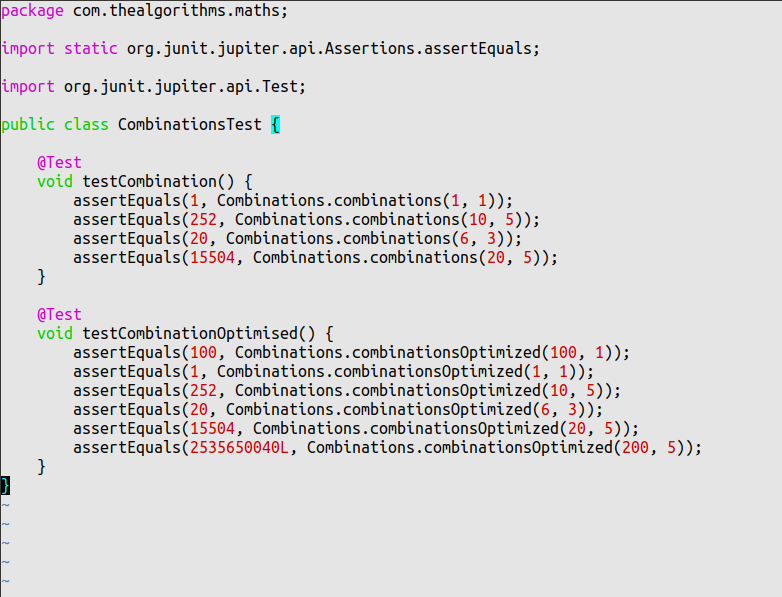 package com.thealgorithms.maths;
import static org.junit.jupiter.api.Assertions.assertEquals;
import org.junit.jupiter.api.Test;
public class CombinationsTest {
@Test
void testCombination() {
assertEquals(1, Combinations.combinations(1, 1));
assertEquals(252, Combinations.combinations(10, 5));
assertEquals(20, Combinations.combinations(6, 3));
assertEquals(15504, Combinations.combinations(20, 5));
}
@Test
void testCombinationOptimised() {
assertEquals(100, Combinations.combinationsOptimized(100, 1));
assertEquals(1, Combinations.combinationsOptimized(1, 1));
assertEquals(252, Combinations.combinationsOptimized(10, 5));
assertEquals(20, Combinations.combinationsOptimized(6, 3));
assertEquals(15504, Combinations.combinationsOptimized(20, 5));
assertEquals(2535650040L, Combinations.combinationsOptimized(200, 5));
}
}
~
~
~
~
~